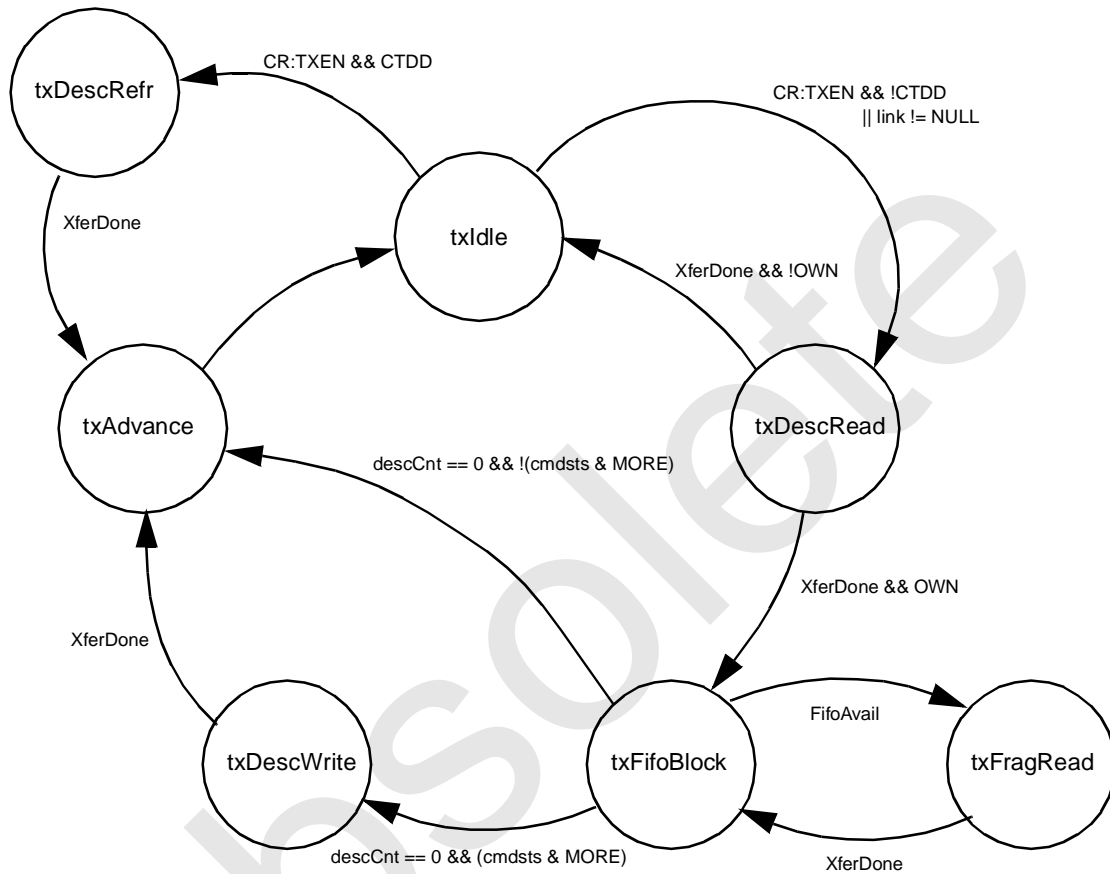 CR:TXEN && CTDD
txDescRefr
CR:TXEN && !CTDD
|| link != NULL
XferDone
txIdle
XferDone && !OWN
txAdvance
txDescRead
descCnt == 0 && !(cmdsts & MORE)
XferDone && OWN
XferDone
FifoAvail
txDescWrite
txFifoBlock
txFragRead
descCnt == 0 && (cmdsts & MORE)
XferDone
bsolete